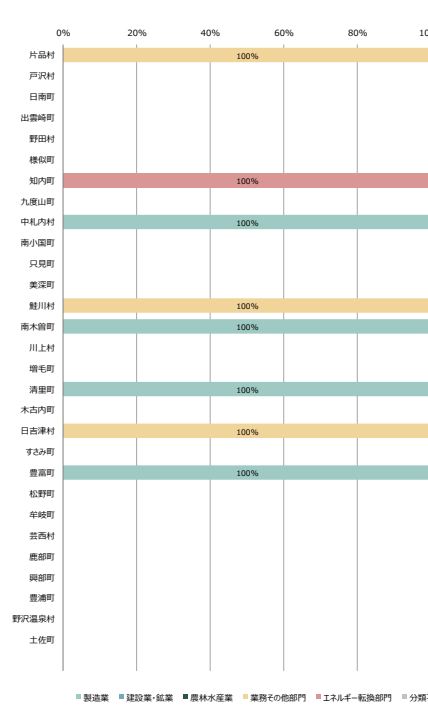 0% 20% 40% 60% 80% 10
片品村 100%
戸沢村
日南町
出雲崎町
野田村
様似町
知内町 100%
九度山町
中札内村 100%
南小国町
只見町
美深町
鮭川村 100%
南木曽町 100%
川上村
増毛町
清里町 100%
木古内町
日吉津村 100%
すさみ町
豊富町 100%
松野町
牟岐町
芸西村
鹿部町
興部町
豊浦町
野沢温泉村
土佐町
製造業 建設業・鉱業 農林水産業 業務その他部門 エネルギー転換部門 分類